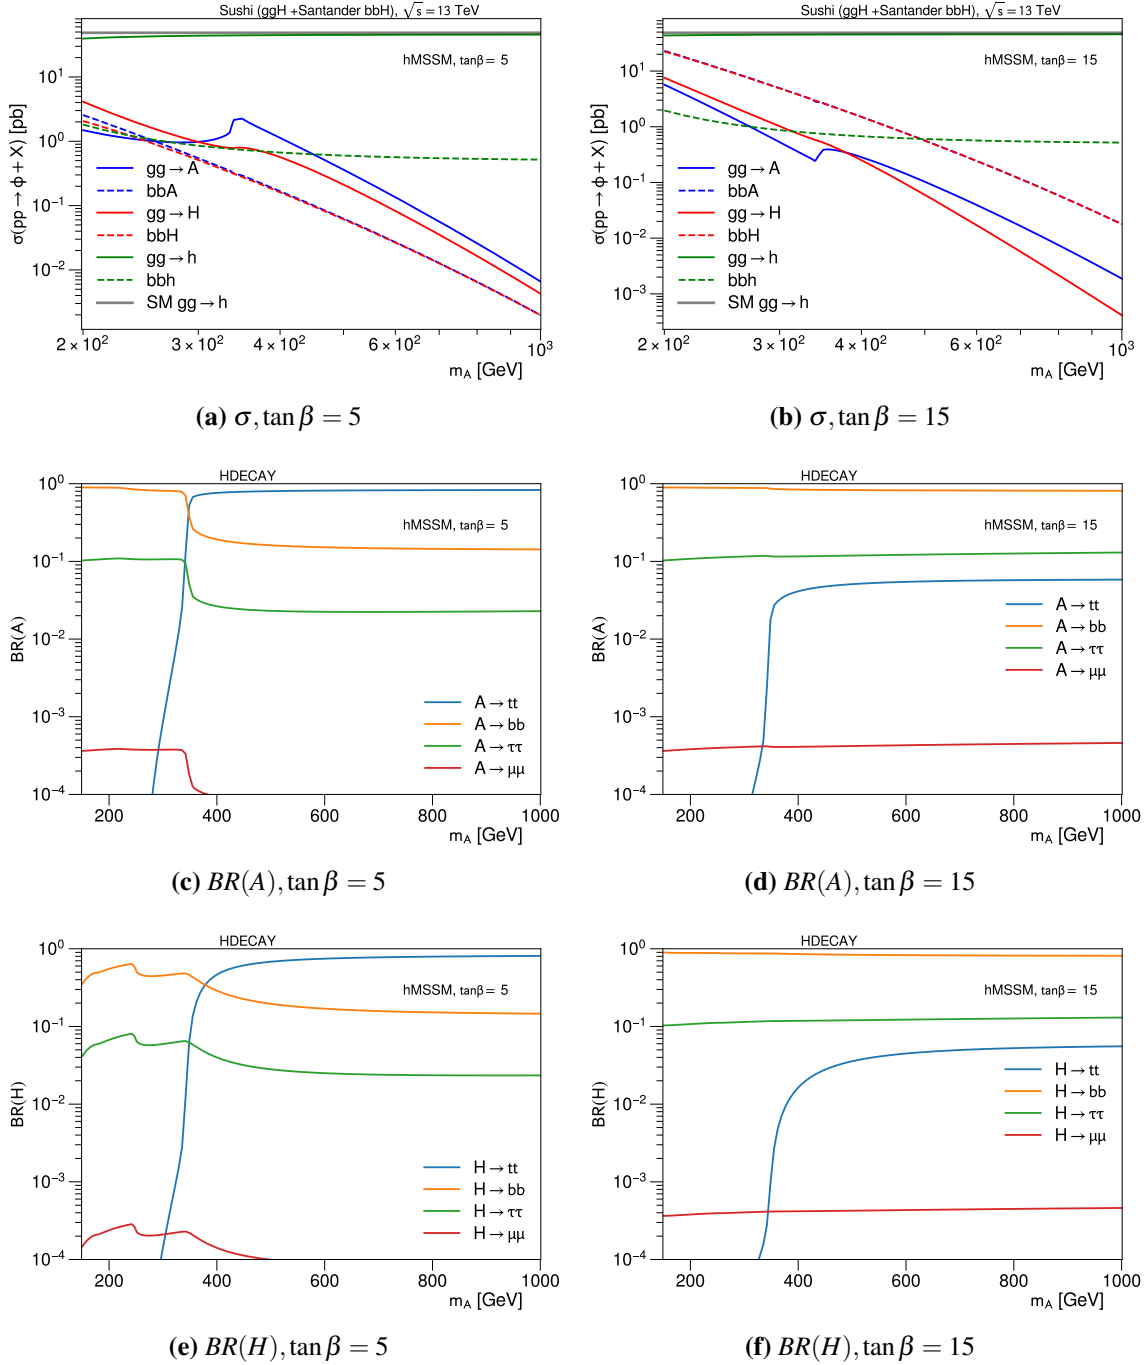 Sushi (ggH +Santander bbH), √s = 13 TeV
hMSSM, tanβ = 5
σ(pp → ϕ + X) [pb]
10¹
10⁰
10⁻¹
10⁻²
gg → A
bbA
gg → H
bbH
gg → h
bbh
SM gg → h
2 × 10² 3 × 10² 4 × 10² 6 × 10² 10³
m_A [GeV]
(a) σ, tan β = 5
Sushi (ggH +Santander bbH), √s = 13 TeV
hMSSM, tanβ = 15
σ(pp → ϕ + X) [pb]
10¹
10⁰
10⁻¹
10⁻²
10⁻³
gg → A
bbA
gg → H
bbH
gg → h
bbh
SM gg → h
2 × 10² 3 × 10² 4 × 10² 6 × 10² 10³
m_A [GeV]
(b) σ, tan β = 15
HDECAY
hMSSM, tanβ = 5
BR(A)
10⁰
10⁻¹
10⁻²
10⁻³
10⁻⁴
A → tt
A → bb
A → ττ
A → μμ
200 400 600 800 1000
m_A [GeV]
(c) BR(A), tan β = 5
HDECAY
hMSSM, tanβ = 15
BR(A)
10⁰
10⁻¹
10⁻²
10⁻³
10⁻⁴
A → tt
A → bb
A → ττ
A → μμ
200 400 600 800 1000
m_A [GeV]
(d) BR(A), tan β = 15
HDECAY
hMSSM, tanβ = 5
BR(H)
10⁰
10⁻¹
10⁻²
10⁻³
10⁻⁴
H → tt
H → bb
H → ττ
H → μμ
200 400 600 800 1000
m_A [GeV]
(e) BR(H), tan β = 5
HDECAY
hMSSM, tanβ = 15
BR(H)
10⁰
10⁻¹
10⁻²
10⁻³
10⁻⁴
H → tt
H → bb
H → ττ
H → μμ
200 400 600 800 1000
m_A [GeV]
(f) BR(H), tan β = 15